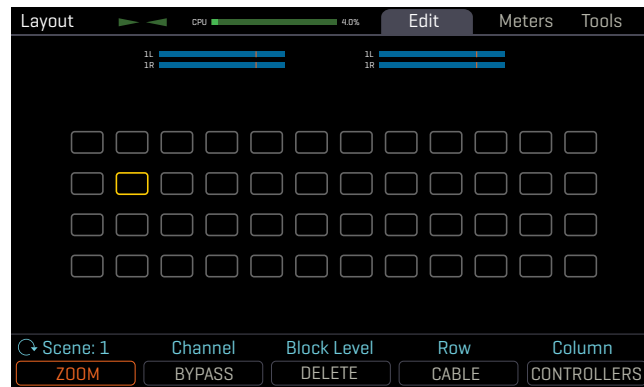 Layout CPU 4.0% Edit Meters Tools
1L 1L
1R 1R
Scene: 1 Channel Block Level Row Column
ZOOM BYPASS DELETE CABLE CONTROLLERS